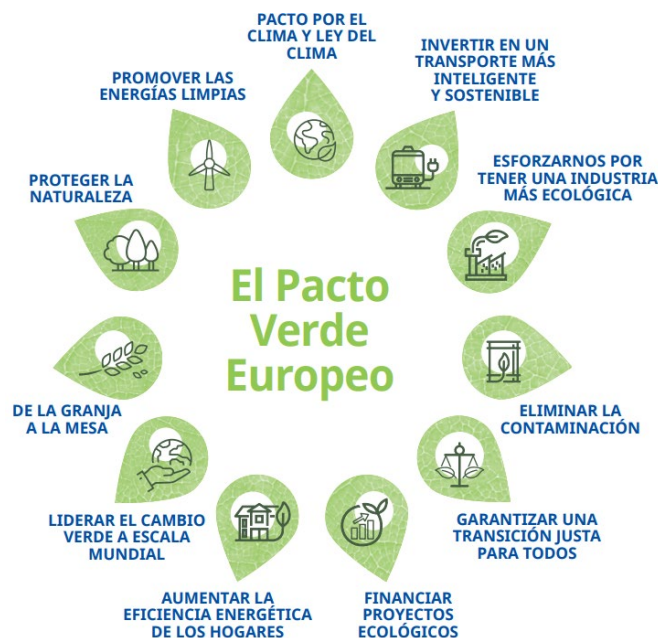 PACTO POR EL
CLIMA Y LEY DEL
CLIMA
INVERTIR EN UN
TRANSPORTE MÁS
INTELIGENTE
Y SOSTENIBLE
ESFORZARNOS POR
TENER UNA INDUSTRIA
MÁS ECOLÓGICA
ELIMINAR LA
CONTAMINACIÓN
GARANTIZAR UNA
TRANSICIÓN JUSTA
PARA TODOS
FINANCIAR
PROYECTOS
ECOLÓGICOS
AUMENTAR LA
EFICIENCIA ENERGÉTICA
DE LOS HOGARES
LIDERAR EL CAMBIO
VERDE A ESCALA
MUNDIAL
DE LA GRANJA
A LA MESA
PROTEGER LA
NATURALEZA
PROMOVER LAS
ENERGÍAS LIMPIAS
El Pacto
Verde
Europeo